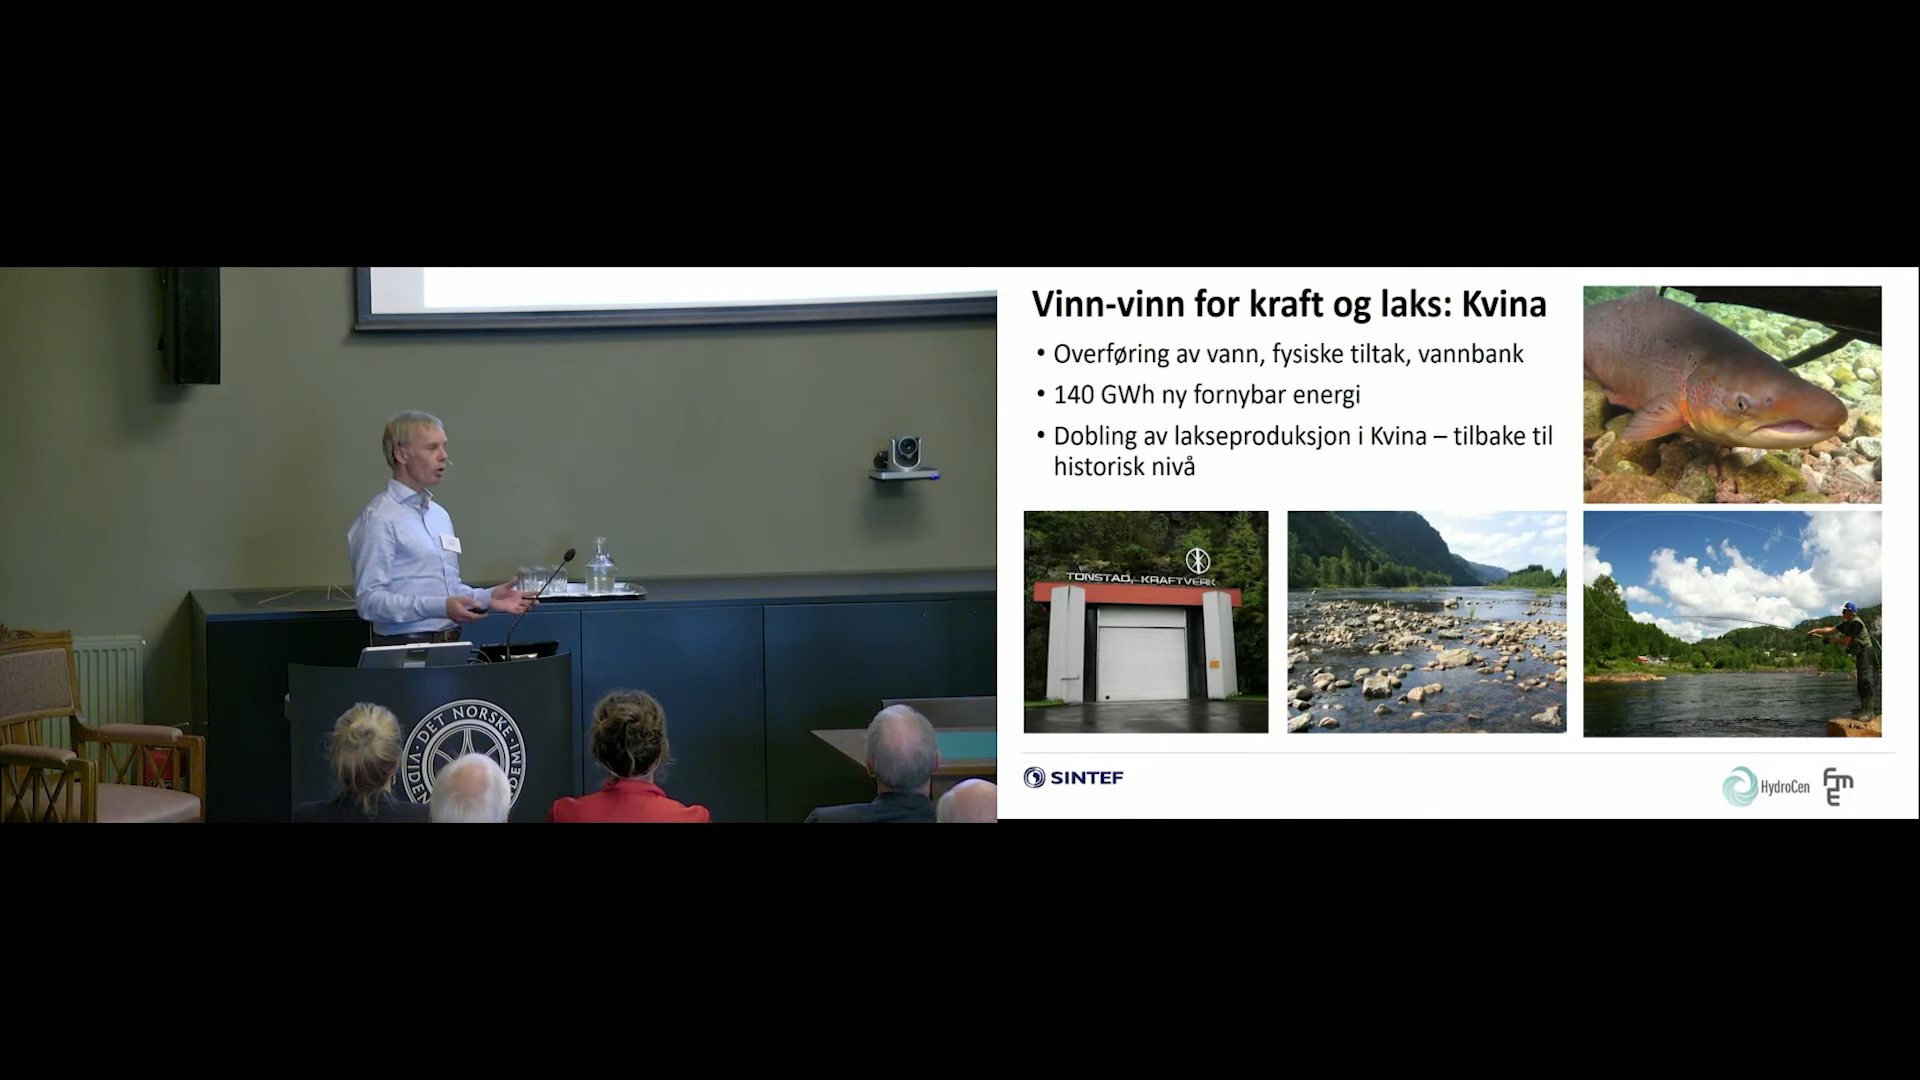 Vinn-vinn for kraft og laks: Kvina
• Overføring av vann, fysiske tiltak, vannbank
• 140 GWh ny fornybar energi
• Dobling av lakseproduksjon i Kvina – tilbake til
historisk nivå
TONSTAD KRAFTVERK
SINTEF
HydroCen
FME
DET NORSKE